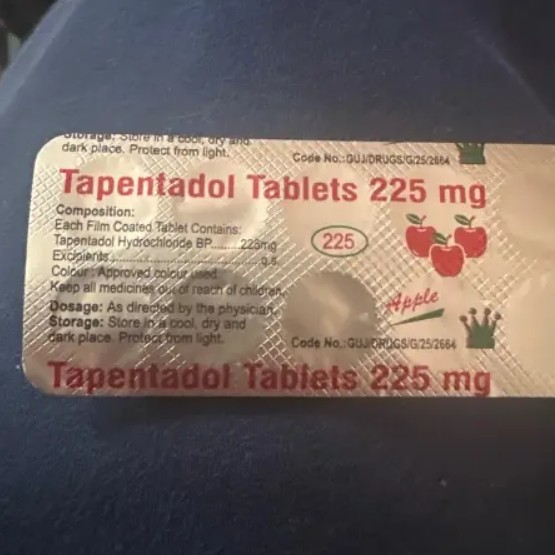 Storage: Store in a cool, dry and
dark place. Protect from light.
Code No.:GUJ/DRUGS/G/25/2664
Tapentadol Tablets 225 mg
Composition:
Each Film Coated Tablet Contains:
Tapentadol Hydrochloride BP.........225mg
Excipients.......................................q.s.
Colour : Approved colour used.
Keep all medicines out of reach of children.
225
Dosage: As directed by the physician.
Storage: Store in a cool, dry and
dark place. Protect from light.
Apple
Code No.:GUJ/DRUGS/G/25/2664
Tapentadol Tablets 225 mg